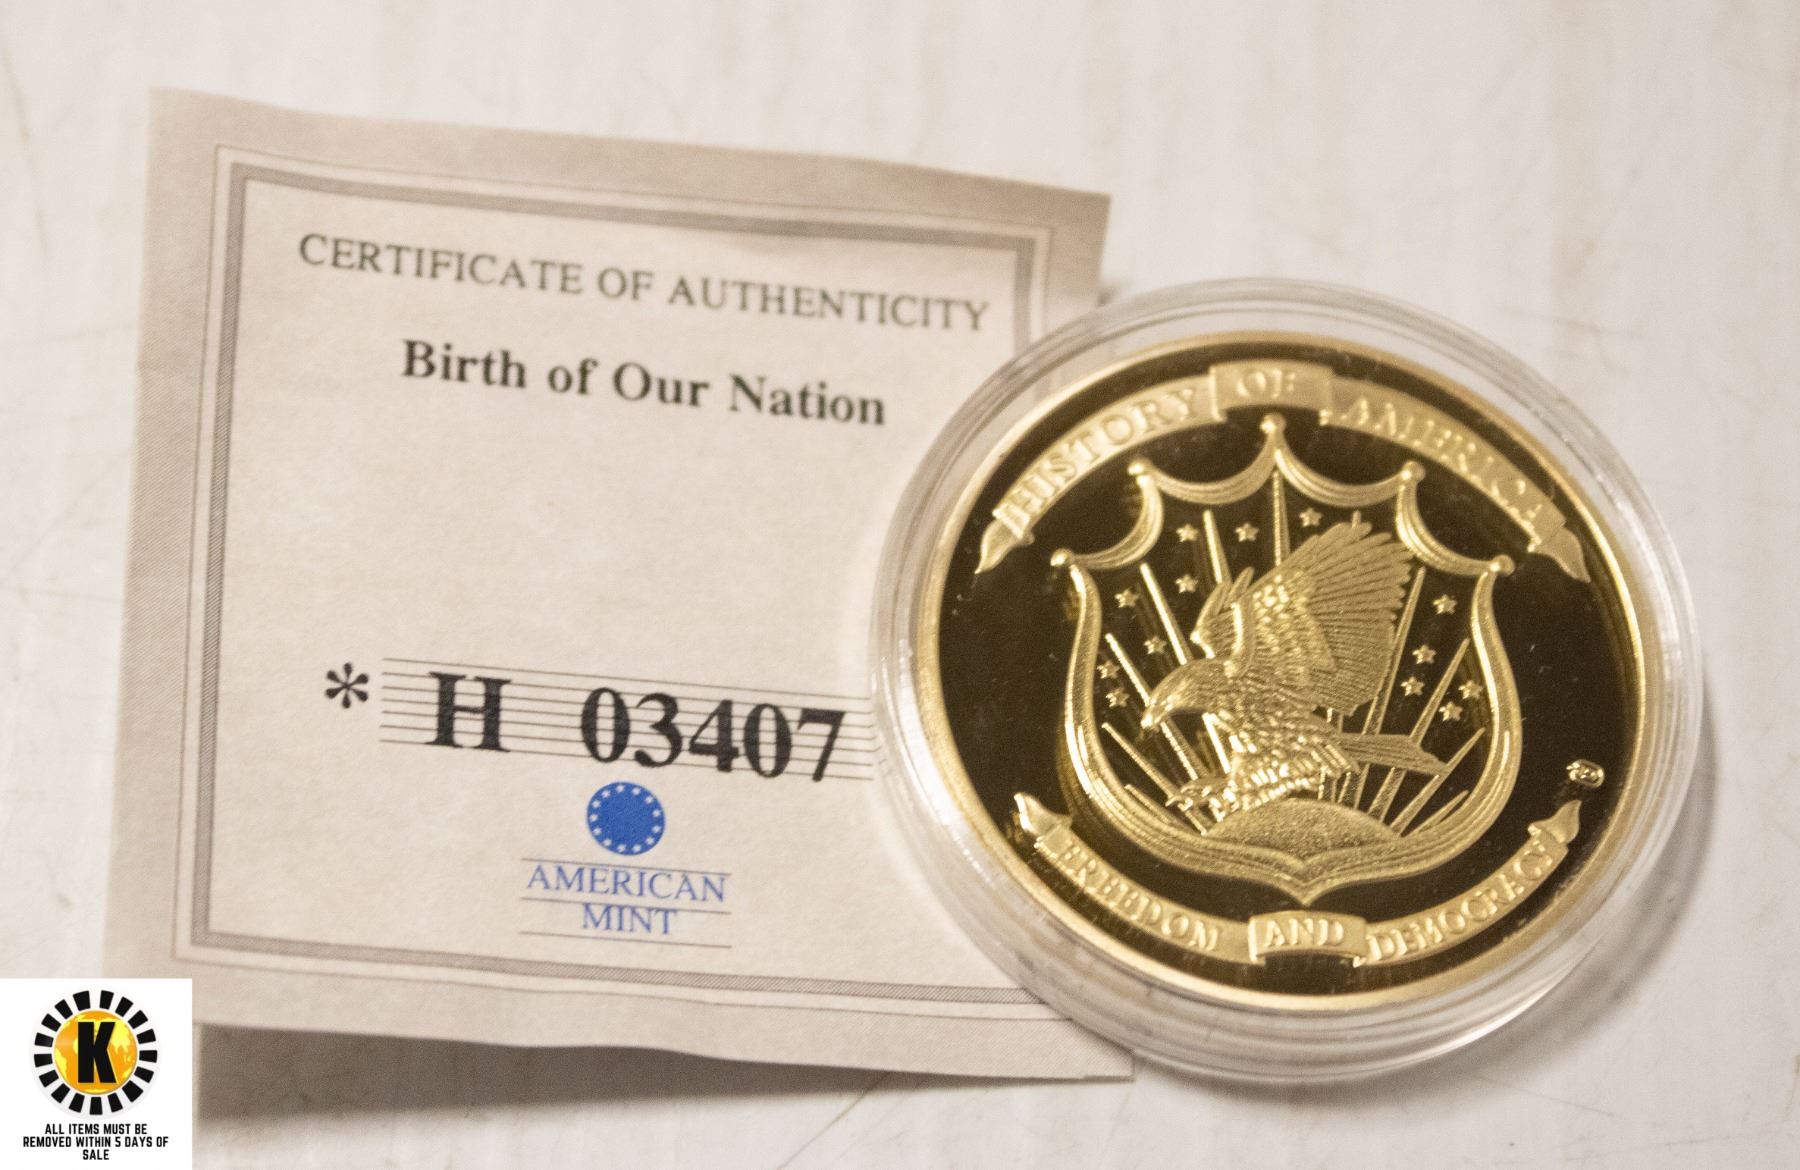 CERTIFICATE OF AUTHENTICITY
Birth of Our Nation
* H 03407
AMERICAN
MINT
HISTORY OF AMERICA
FREEDOM AND DEMOCRACY
K
ALL ITEMS MUST BE
REMOVED WITHIN 5 DAYS OF
SALE